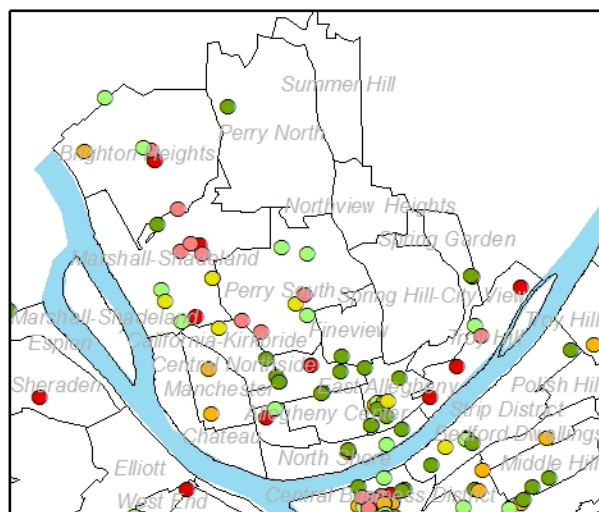 Summer Hill
Perry North
Brighton Heights
Northview Heights
Spring Garden
Marshall-Shadeland
Perry South
Spring Hill-City View
Marshall-Shadeland
Troy Hill
California-Kirkbride
Fineview
Troy Hill
Esplen
Central Northside
Sheraden
Manchester
East Allegheny
Polish Hill
Allegheny Center
Strip District
Chateau
Bedford Dwellings
North Shore
Elliott
Middle Hill
West End
Central Business District